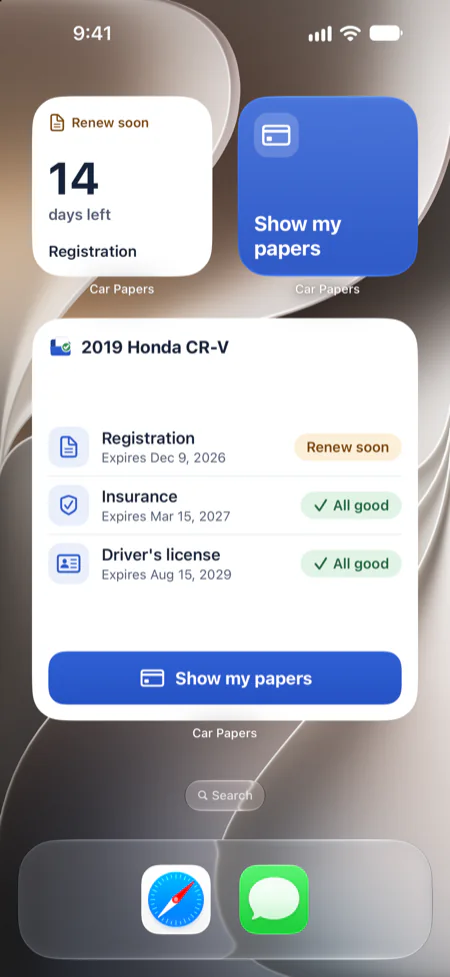 9:41
Renew soon
14
days left
Registration
Car Papers
Show my
papers
Car Papers
2019 Honda CR-V
Registration
Expires Dec 9, 2026
Renew soon
Insurance
Expires Mar 15, 2027
All good
Driver's license
Expires Aug 15, 2029
All good
Show my papers
Car Papers
Search